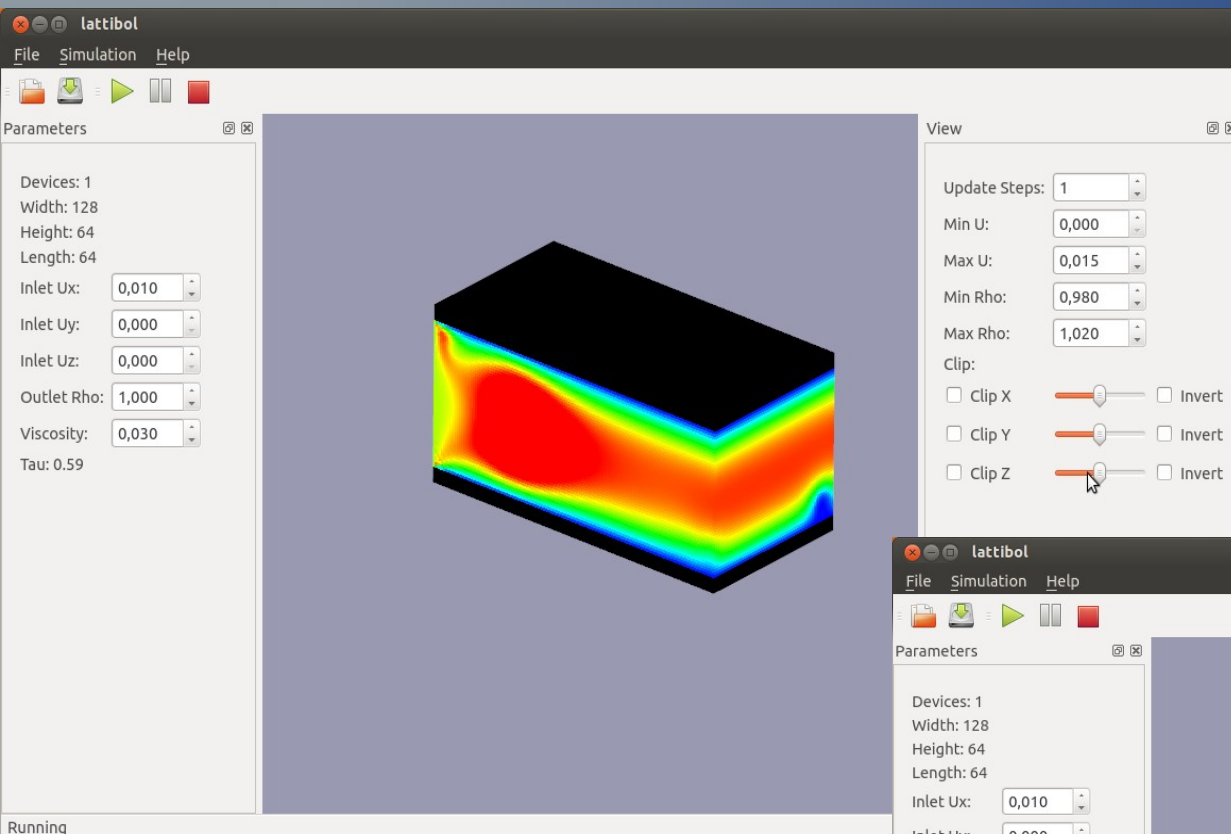 lattibol
File Simulation Help
Parameters
Devices: 1
Width: 128
Height: 64
Length: 64
Inlet Ux: 0,010
Inlet Uy: 0,000
Inlet Uz: 0,000
Outlet Rho: 1,000
Viscosity: 0,030
Tau: 0.59
Running
View
Update Steps: 1
Min U: 0,000
Max U: 0,015
Min Rho: 0,980
Max Rho: 1,020
Clip:
Clip X Invert
Clip Y Invert
Clip Z Invert
lattibol
File Simulation Help
Parameters
Devices: 1
Width: 128
Height: 64
Length: 64
Inlet Ux: 0,010